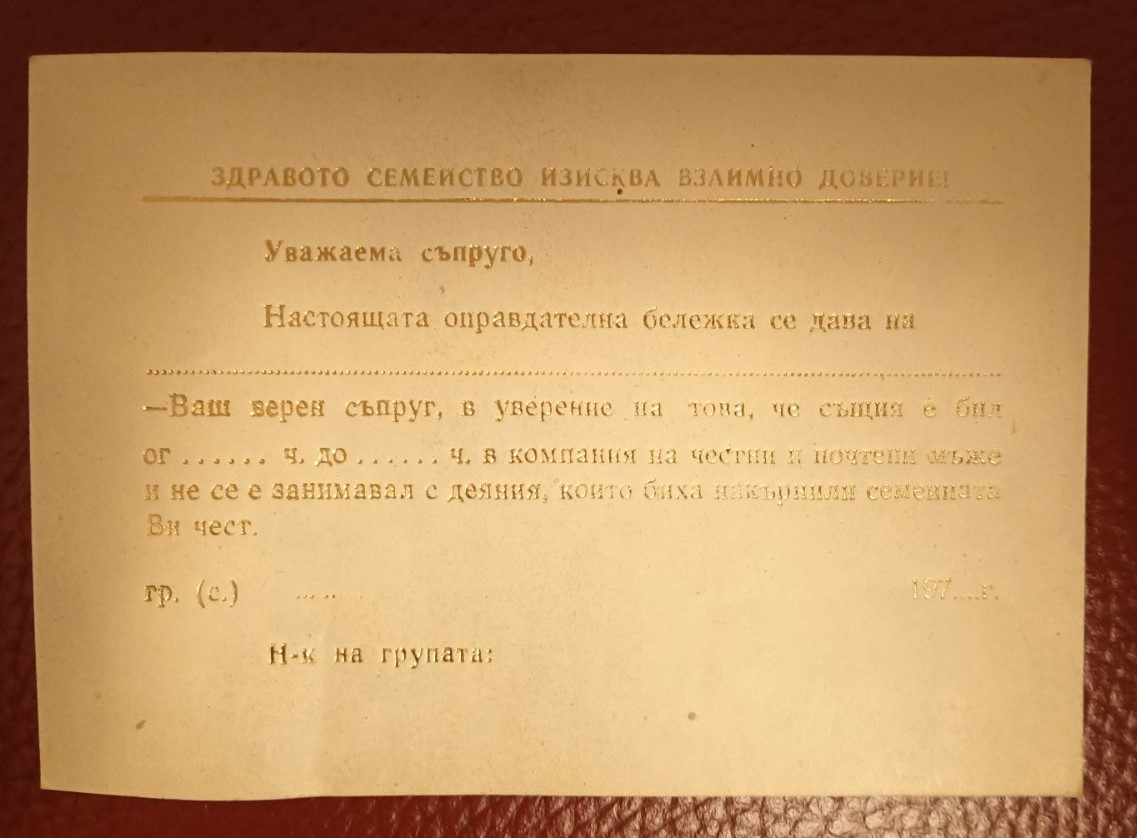 ЗДРАВОТО СЕМЕЙСТВО ИЗИСКВА ВЗАИМНО ДОВЕРИЕ!
Уважаема съпруго,
Настоящата оправдателна бележка се дава на
................................................................................
—Ваш верен съпруг, в уверение на това, че същия е бил
от ...... ч. до ...... ч. в компания на честни и почтени мъже
и не се е занимавал с деяния, които биха накърнили семейната
Ви чест.
гр. (с.) ... ... . 197....г.
Н-к на групата: